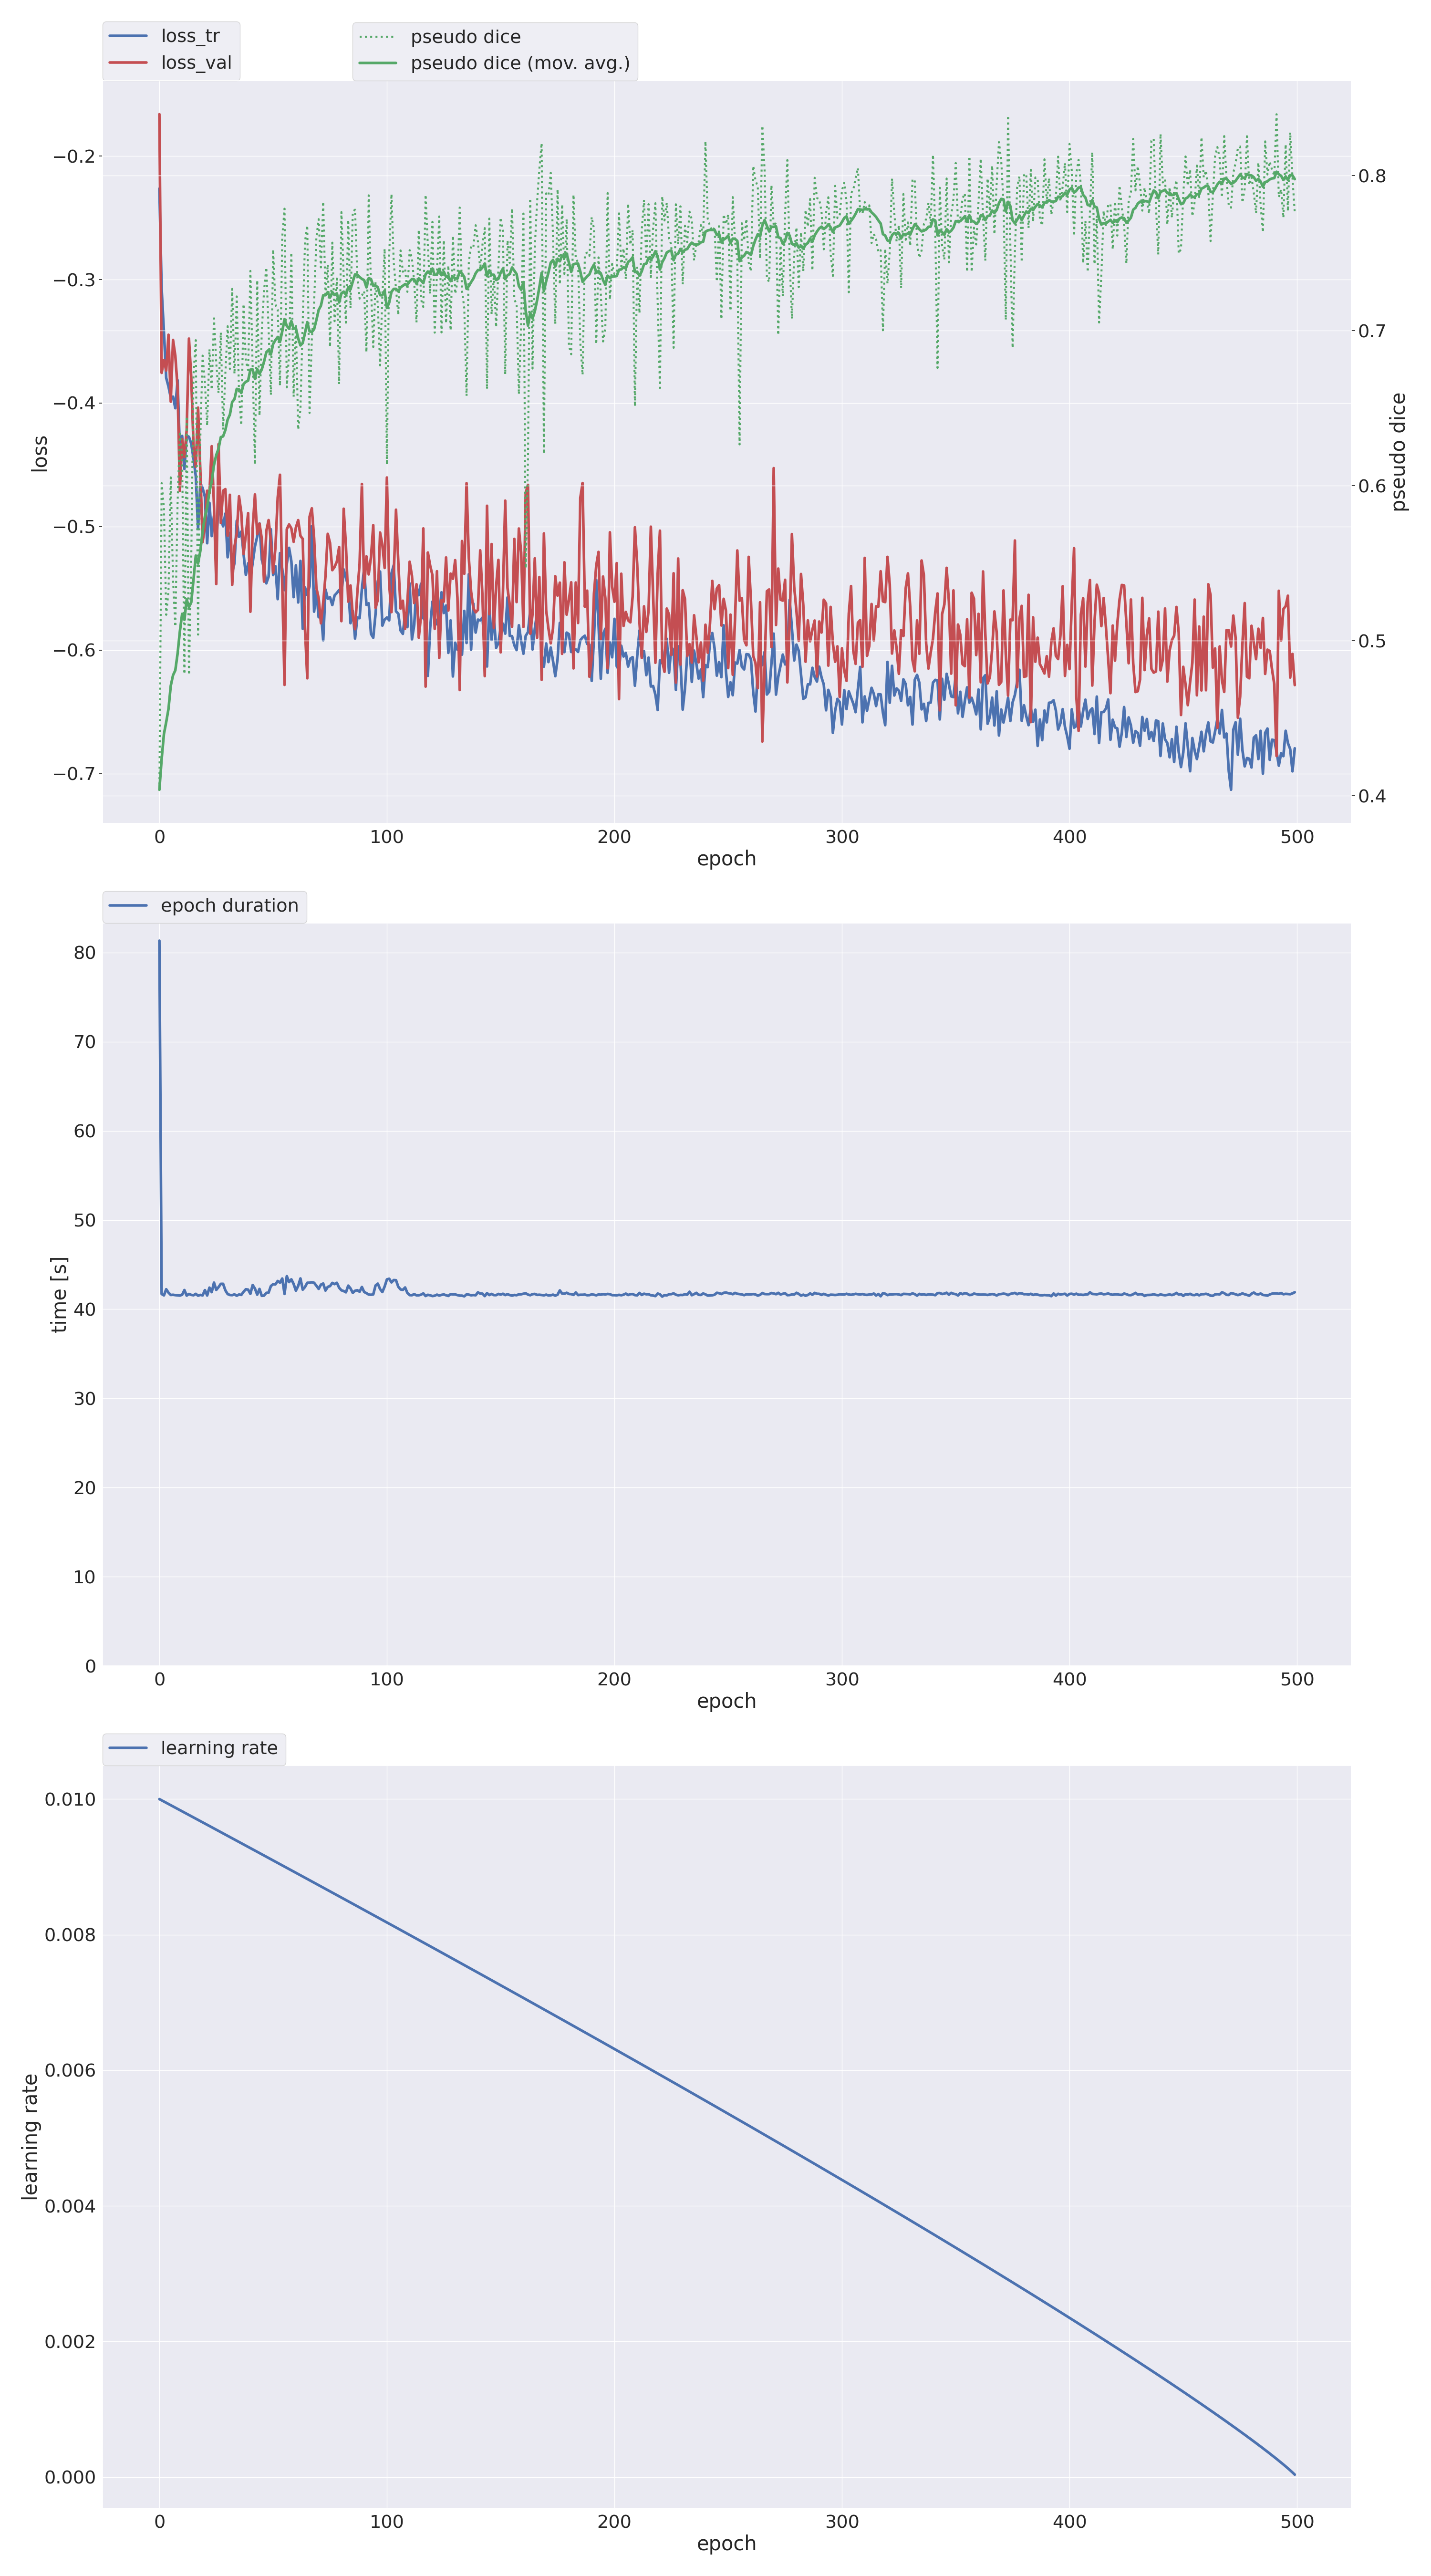 loss_tr
loss_val
pseudo dice
pseudo dice (mov. avg.)
−0.2
−0.3
−0.4
−0.5
−0.6
−0.7
loss
0.8
0.7
0.6
0.5
0.4
pseudo dice
0 100 200 300 400 500
epoch
epoch duration
80
70
60
50
40
30
20
10
0
time [s]
0 100 200 300 400 500
epoch
learning rate
0.010
0.008
0.006
0.004
0.002
0.000
learning rate
0 100 200 300 400 500
epoch